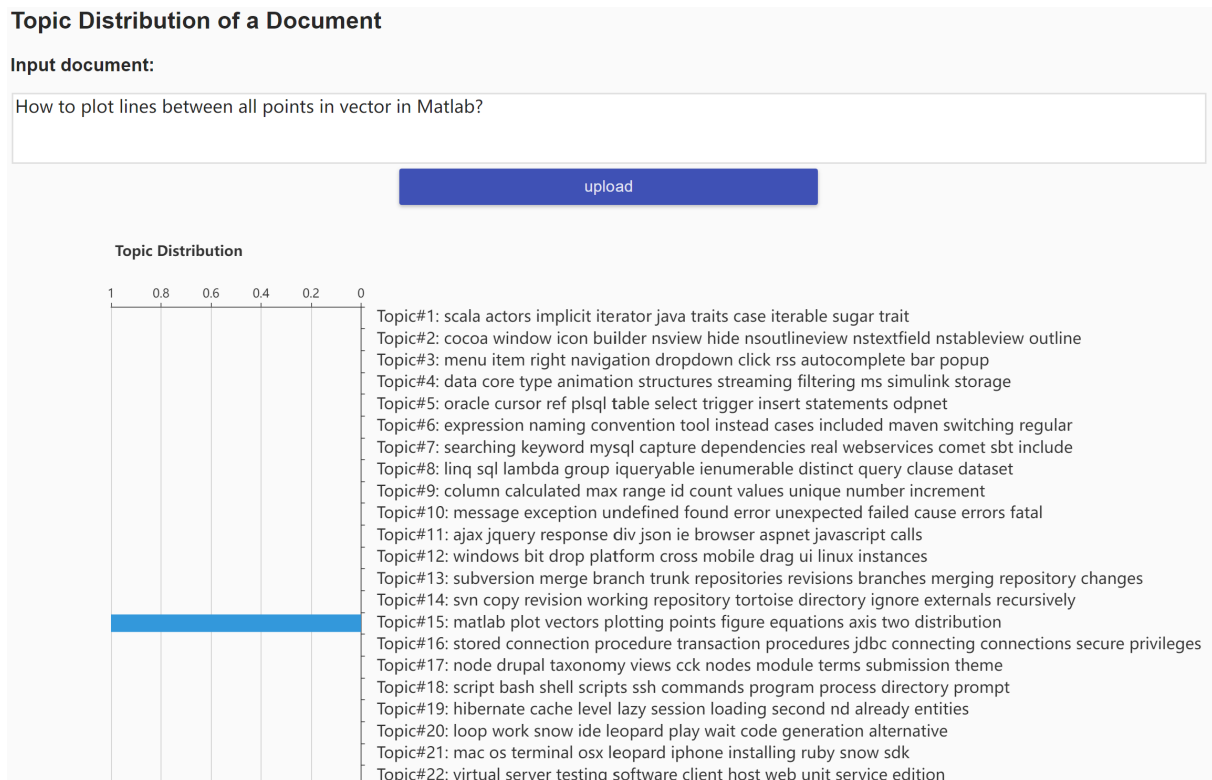 Topic Distribution of a Document
Input document:
How to plot lines between all points in vector in Matlab?
upload
Topic Distribution
1 0.8 0.6 0.4 0.2 0
Topic#1: scala actors implicit iterator java traits case iterable sugar trait
Topic#2: cocoa window icon builder nsview hide nsoutlineview nstextfield nstableview outline
Topic#3: menu item right navigation dropdown click rss autocomplete bar popup
Topic#4: data core type animation structures streaming filtering ms simulink storage
Topic#5: oracle cursor ref plsql table select trigger insert statements odpnet
Topic#6: expression naming convention tool instead cases included maven switching regular
Topic#7: searching keyword mysql capture dependencies real webservices comet sbt include
Topic#8: linq sql lambda group iqueryable ienumerable distinct query clause dataset
Topic#9: column calculated max range id count values unique number increment
Topic#10: message exception undefined found error unexpected failed cause errors fatal
Topic#11: ajax jquery response div json ie browser aspnet javascript calls
Topic#12: windows bit drop platform cross mobile drag ui linux instances
Topic#13: subversion merge branch trunk repositories revisions branches merging repository changes
Topic#14: svn copy revision working repository tortoise directory ignore externals recursively
Topic#15: matlab plot vectors plotting points figure equations axis two distribution
Topic#16: stored connection procedure transaction procedures jdbc connecting connections secure privileges
Topic#17: node drupal taxonomy views cck nodes module terms submission theme
Topic#18: script bash shell scripts ssh commands program process directory prompt
Topic#19: hibernate cache level lazy session loading second nd already entities
Topic#20: loop work snow ide leopard play wait code generation alternative
Topic#21: mac os terminal osx leopard iphone installing ruby snow sdk
Topic#22: virtual server testing software client host web unit service edition